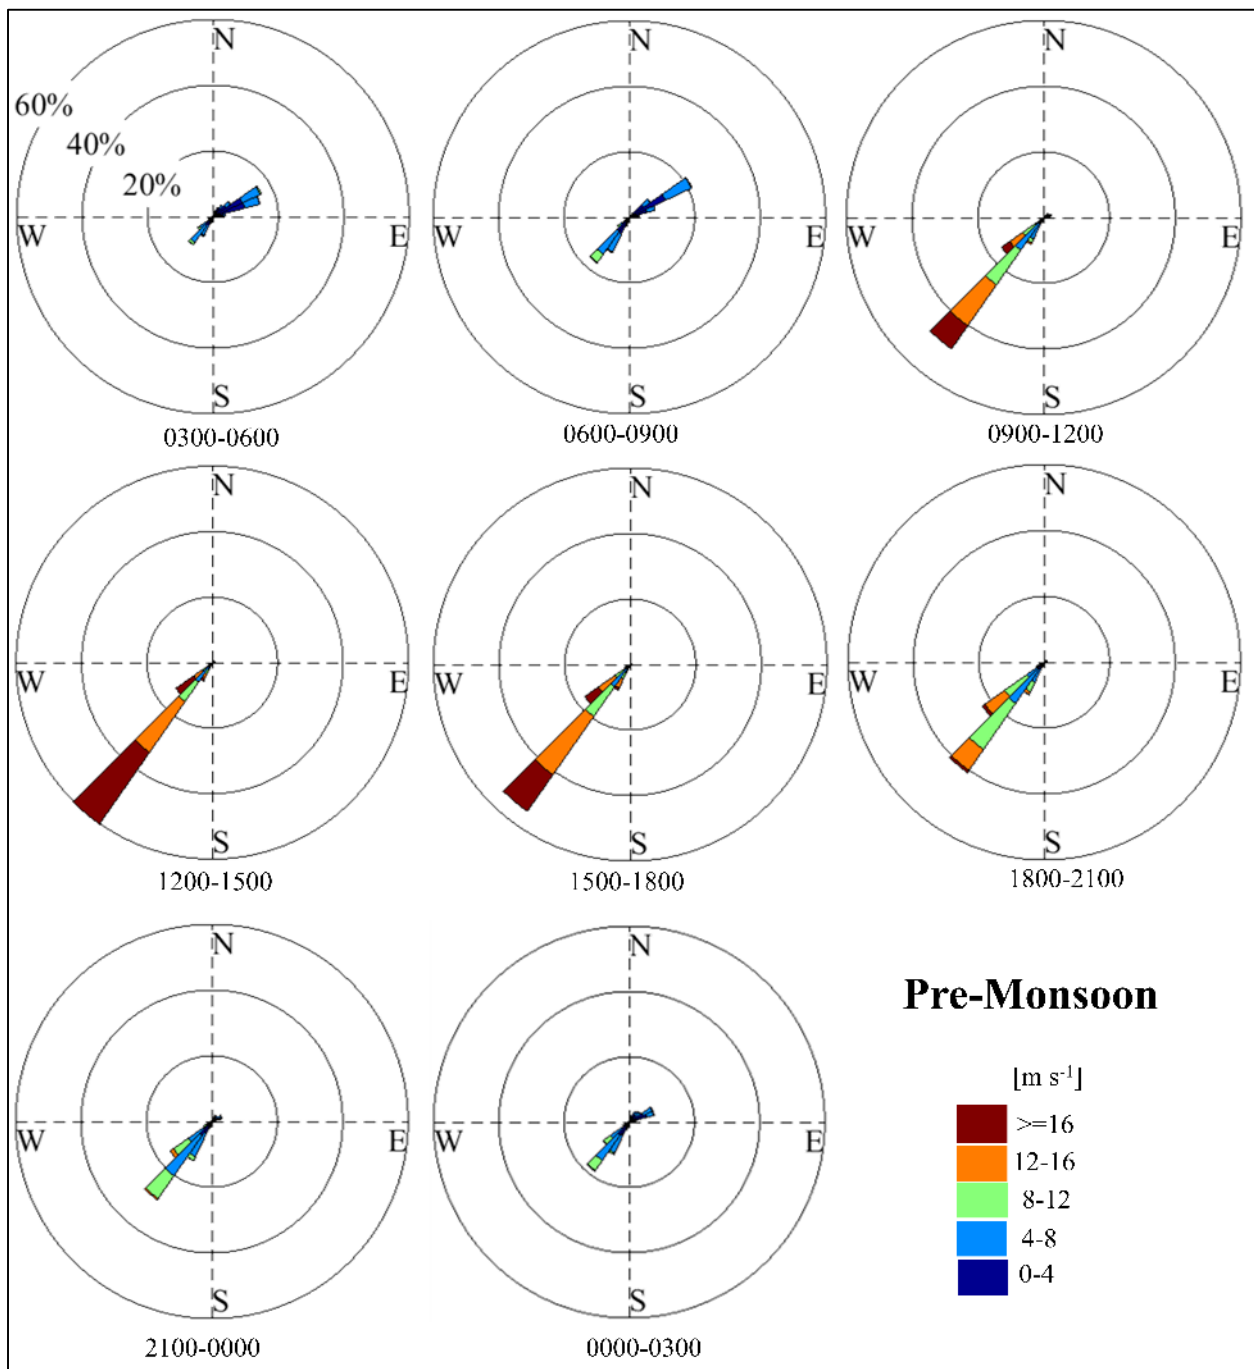 N
60%
40%
20%
W
E
S
0300-0600
N
W
E
S
0600-0900
N
W
E
S
0900-1200
N
W
E
S
1200-1500
N
W
E
S
1500-1800
N
W
E
S
1800-2100
N
W
E
S
2100-0000
N
W
E
S
0000-0300
Pre-Monsoon
[m s⁻¹]
>=16
12-16
8-12
4-8
0-4